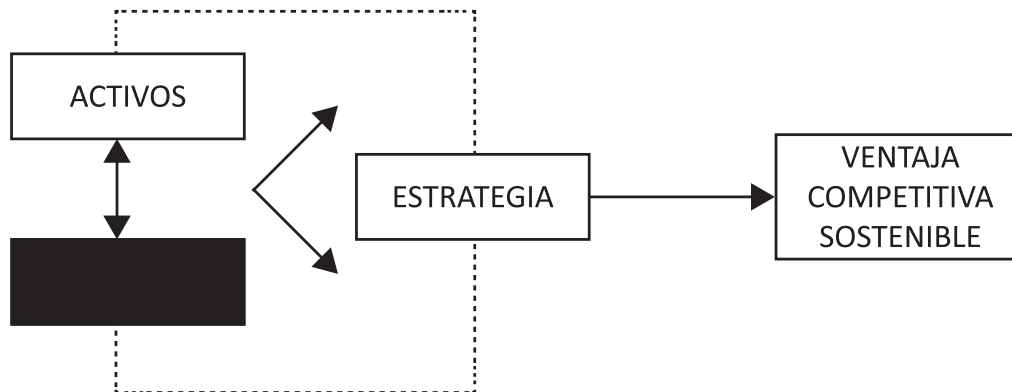 ACTIVOS
ESTRATEGIA
VENTAJA
COMPETITIVA
SOSTENIBLE